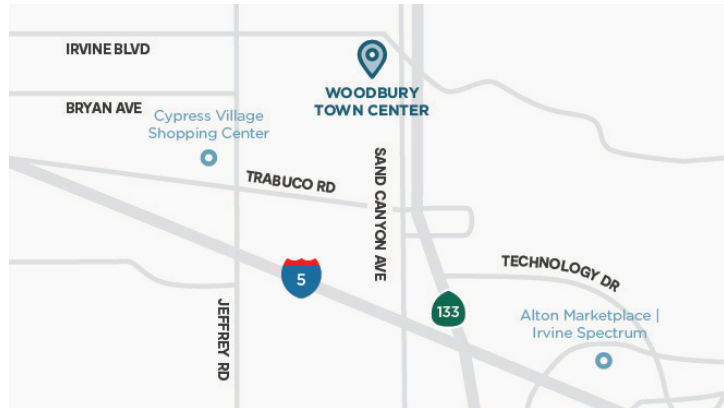 IRVINE BLVD
WOODBURY
TOWN CENTER
BRYAN AVE
Cypress Village
Shopping Center
TRABUCO RD
SAND CANYON AVE
5
TECHNOLOGY DR
JEFFREY RD
133
Alton Marketplace |
Irvine Spectrum